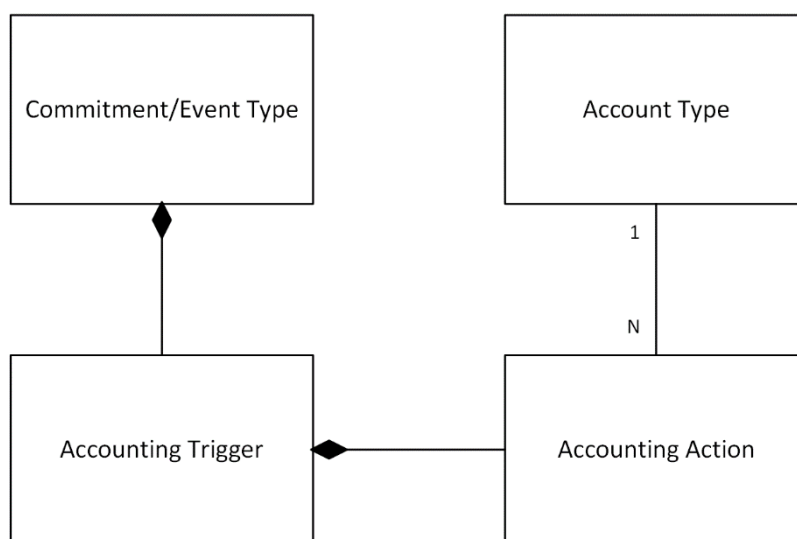 Commitment/Event Type
Account Type
1
N
Accounting Trigger
Accounting Action